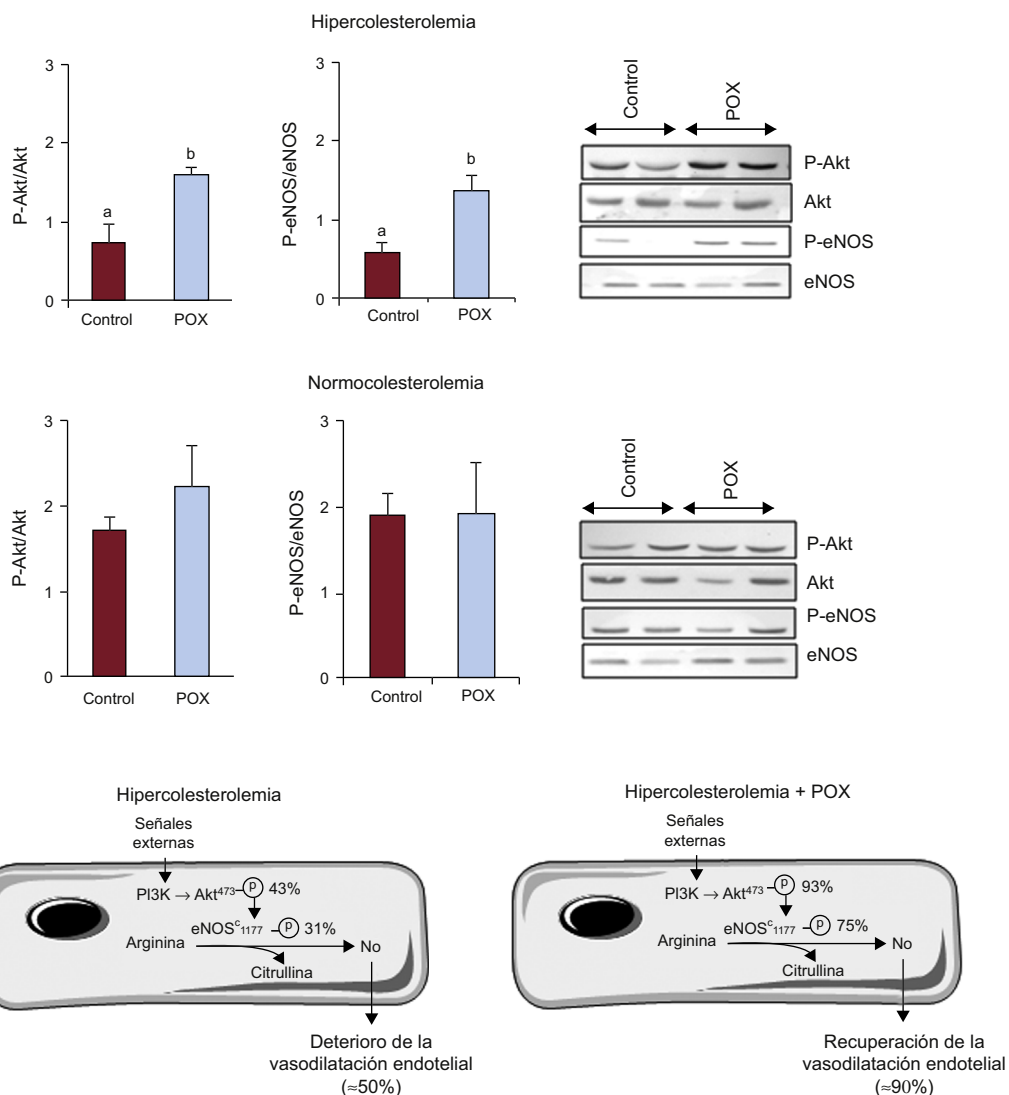 Hipercolesterolemia
P-Akt/Akt
3
2
1
0
a
b
Control
POX
P-eNOS/eNOS
3
2
1
0
a
b
Control
POX
Control
POX
P-Akt
Akt
P-eNOS
eNOS
Normocolesterolemia
P-Akt/Akt
3
2
1
0
Control
POX
P-eNOS/eNOS
3
2
1
0
Control
POX
Control
POX
P-Akt
Akt
P-eNOS
eNOS
Hipercolesterolemia
Señales
externas
PI3K → Akt⁴⁷³ P 43%
eNOSᶜ₁₁₇₇ P 31%
Arginina
No
Citrullina
Deterioro de la
vasodilatación endotelial
(≈50%)
Hipercolesterolemia + POX
Señales
externas
PI3K → Akt⁴⁷³ P 93%
eNOSᶜ₁₁₇₇ P 75%
Arginina
No
Citrullina
Recuperación de la
vasodilatación endotelial
(≈90%)